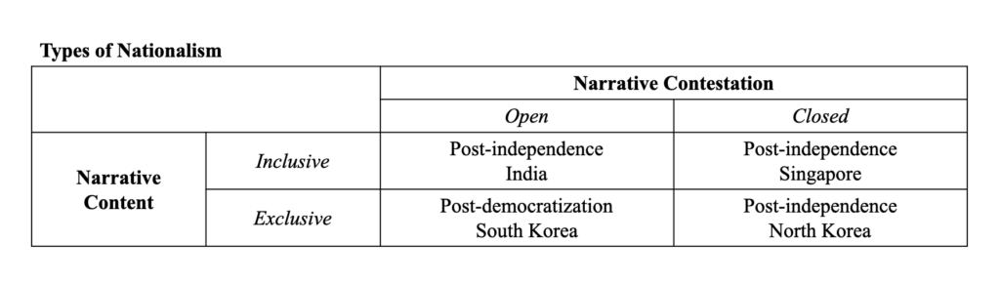 Types of Nationalism
Narrative Contestation
Open Closed
Narrative
Content
Inclusive
Post-independence
India
Post-independence
Singapore
Exclusive
Post-democratization
South Korea
Post-independence
North Korea